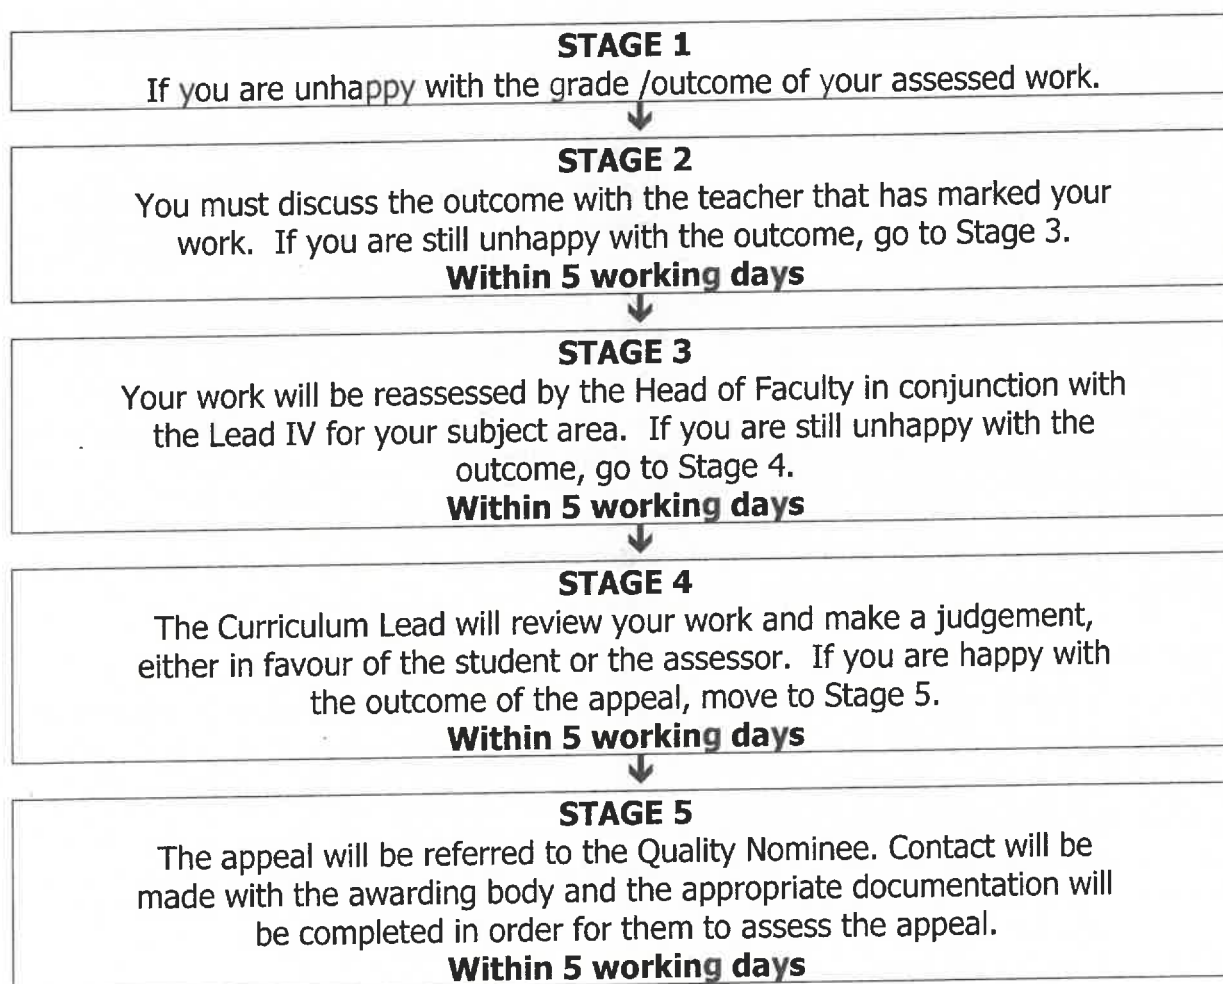 STAGE 1
If you are unhappy with the grade /outcome of your assessed work.
STAGE 2
You must discuss the outcome with the teacher that has marked your
work.  If you are still unhappy with the outcome, go to Stage 3.
Within 5 working days
STAGE 3
Your work will be reassessed by the Head of Faculty in conjunction with
the Lead IV for your subject area.  If you are still unhappy with the
outcome, go to Stage 4.
Within 5 working days
STAGE 4
The Curriculum Lead will review your work and make a judgement,
either in favour of the student or the assessor.  If you are happy with
the outcome of the appeal, move to Stage 5.
Within 5 working days
STAGE 5
The appeal will be referred to the Quality Nominee. Contact will be
made with the awarding body and the appropriate documentation will
be completed in order for them to assess the appeal.
Within 5 working days